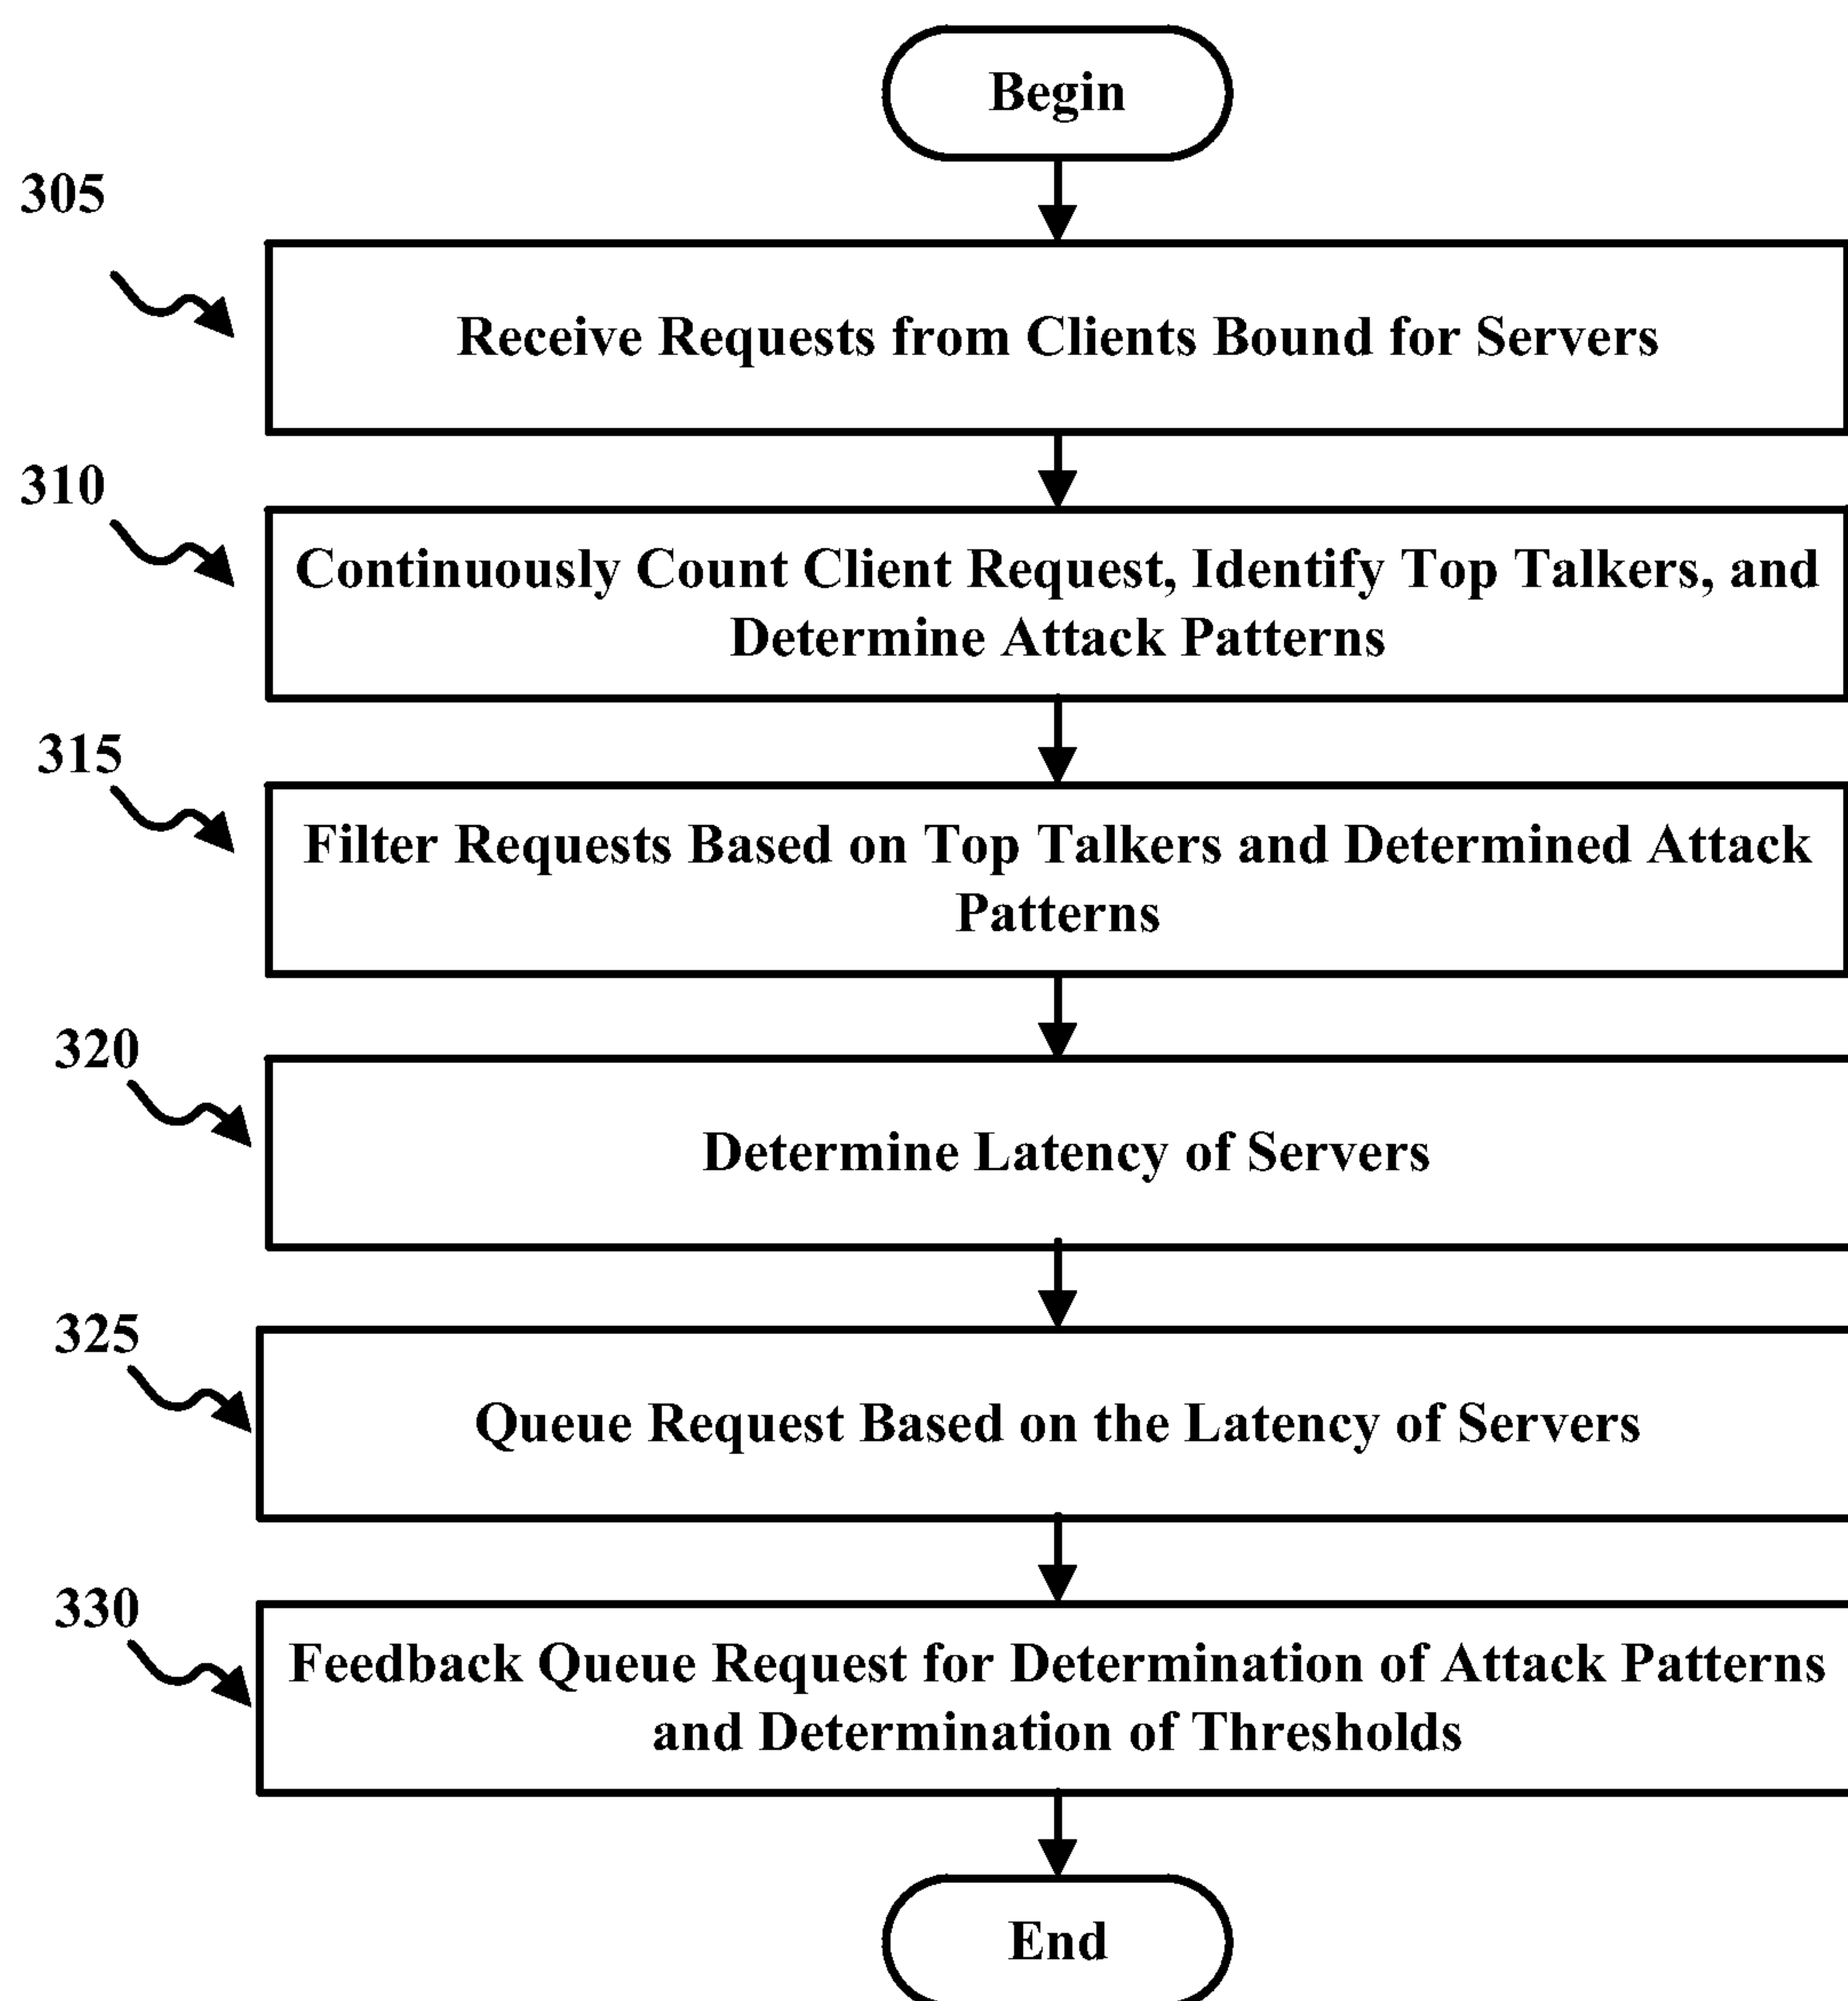 Begin
305
Receive Requests from Clients Bound for Servers
310
Continuously Count Client Request, Identify Top Talkers, and
Determine Attack Patterns
315
Filter Requests Based on Top Talkers and Determined Attack
Patterns
320
Determine Latency of Servers
325
Queue Request Based on the Latency of Servers
330
Feedback Queue Request for Determination of Attack Patterns
and Determination of Thresholds
End